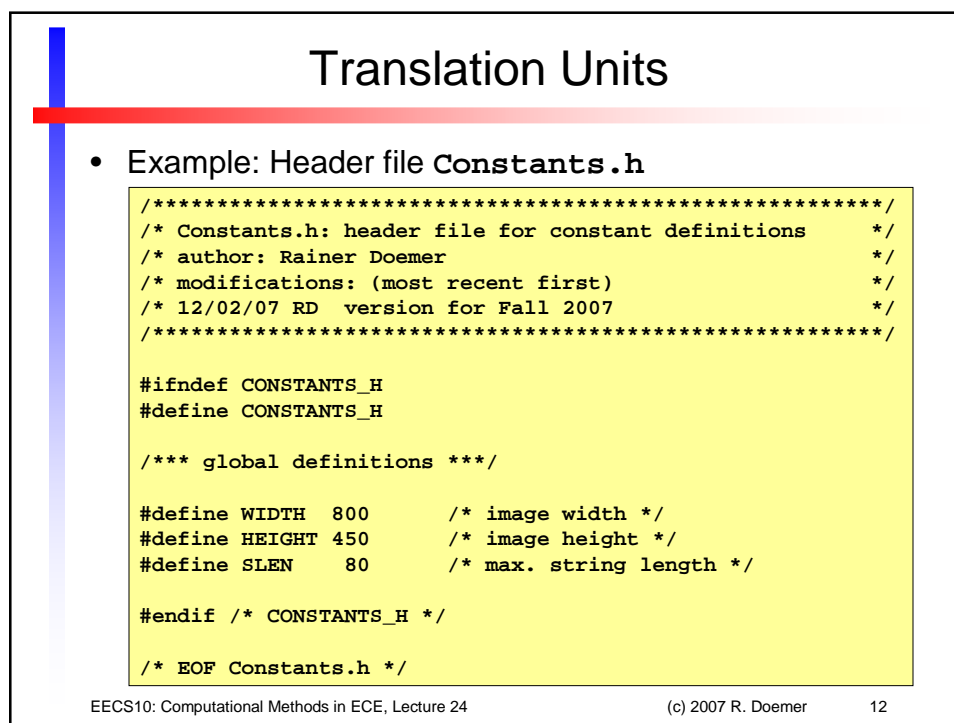 Translation Units
• Example: Header file Constants.h
/*********************************************************/
/* Constants.h: header file for constant definitions     */
/* author: Rainer Doemer                                 */
/* modifications: (most recent first)                    */
/* 12/02/07 RD  version for Fall 2007                    */
/*********************************************************/
#ifndef CONSTANTS_H
#define CONSTANTS_H
/*** global definitions ***/
#define WIDTH  800      /* image width */
#define HEIGHT 450      /* image height */
#define SLEN    80      /* max. string length */
#endif /* CONSTANTS_H */
/* EOF Constants.h */
EECS10: Computational Methods in ECE, Lecture 24 (c) 2007 R. Doemer 12